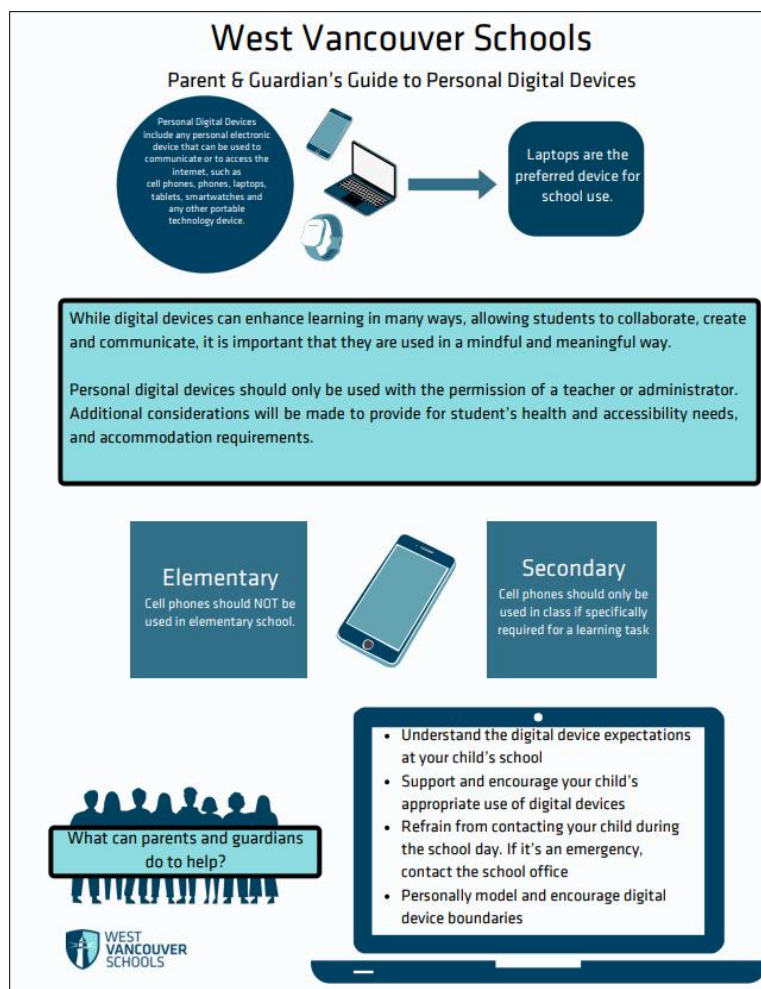 West Vancouver Schools
Parent & Guardian's Guide to Personal Digital Devices
Personal Digital Devices
include any personal electronic
device that can be used to
communicate or to access the
internet, such as
cell phones, phones, laptops,
tablets, smartwatches and
any other portable
technology device.
Laptops are the
preferred device for
school use.
While digital devices can enhance learning in many ways, allowing students to collaborate, create
and communicate, it is important that they are used in a mindful and meaningful way.
Personal digital devices should only be used with the permission of a teacher or administrator.
Additional considerations will be made to provide for student's health and accessibility needs,
and accommodation requirements.
Elementary
Cell phones should NOT be
used in elementary school.
Secondary
Cell phones should only be
used in class if specifically
required for a learning task
What can parents and guardians
do to help?
• Understand the digital device expectations
at your child's school
• Support and encourage your child's
appropriate use of digital devices
• Refrain from contacting your child during
the school day. If it's an emergency,
contact the school office
• Personally model and encourage digital
device boundaries
WEST
VANCOUVER
SCHOOLS